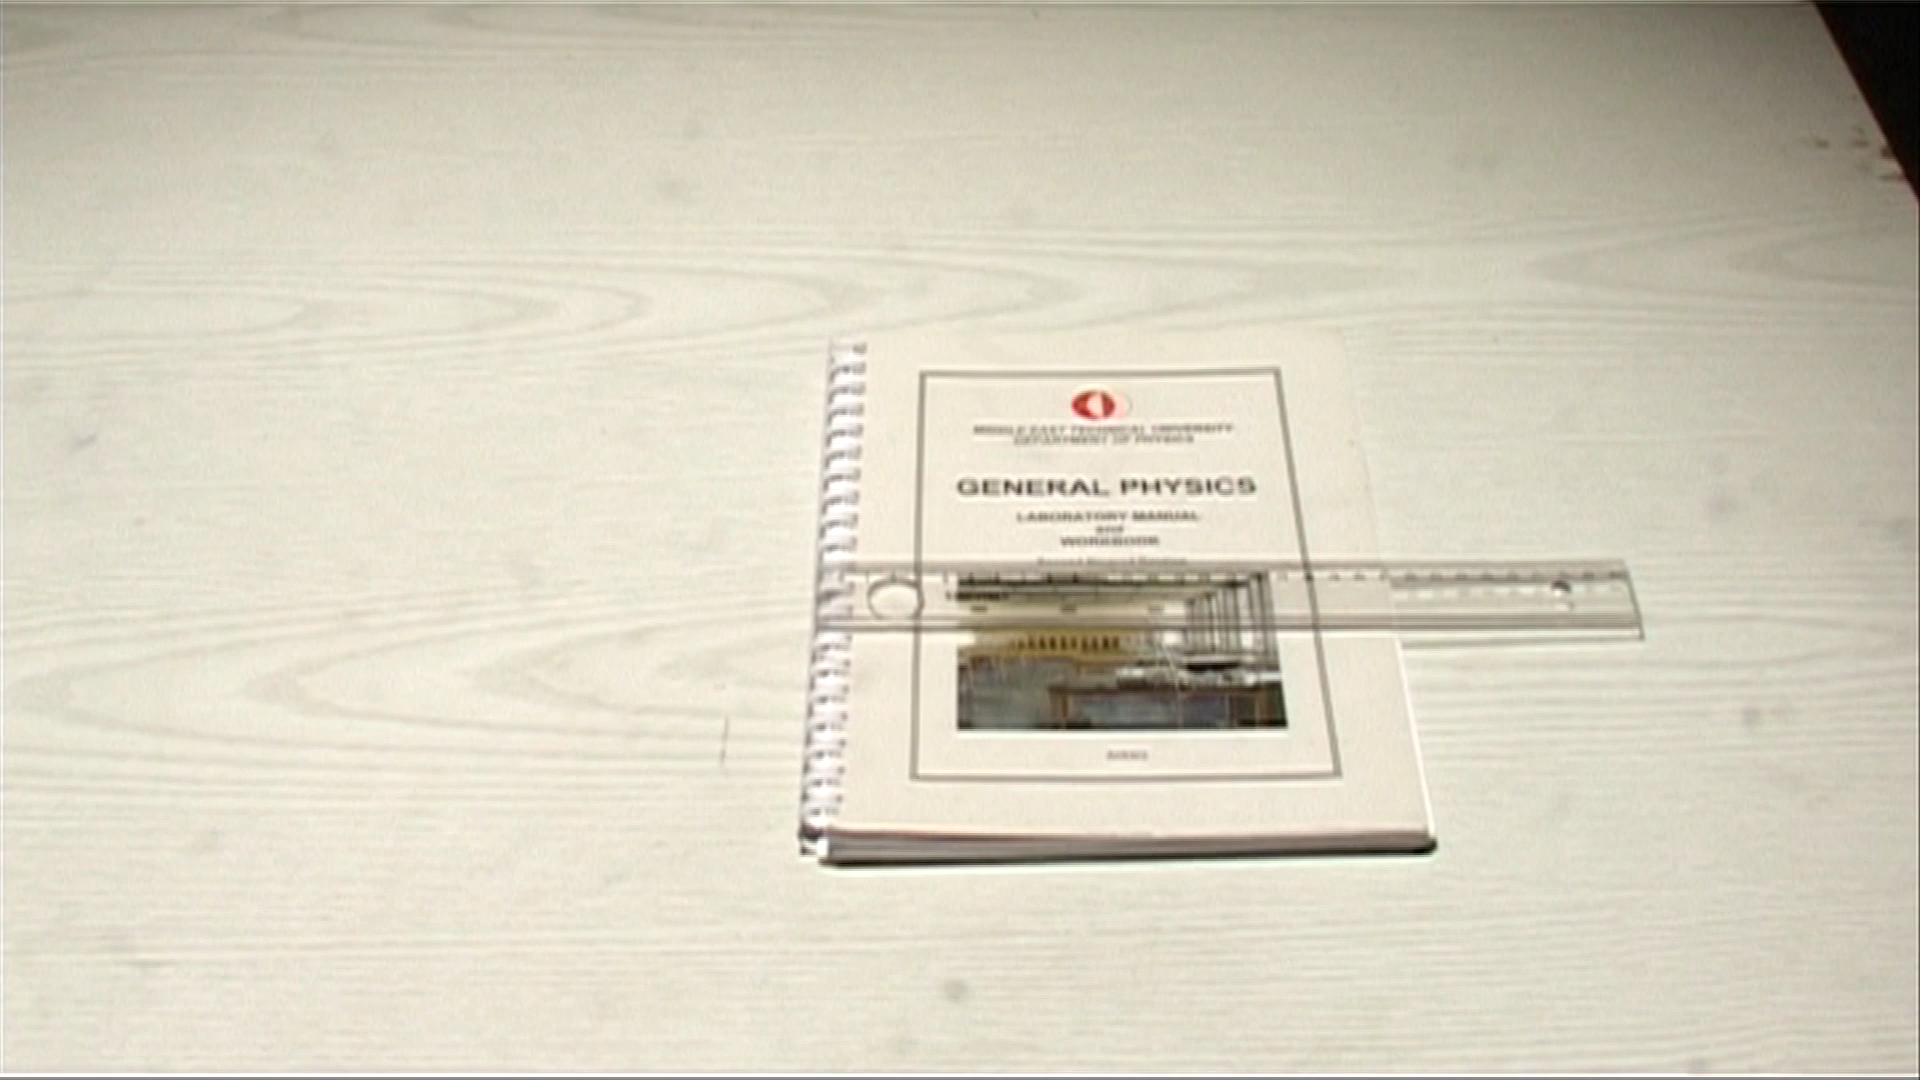 MIDDLE EAST TECHNICAL UNIVERSITY
DEPARTMENT OF PHYSICS
GENERAL PHYSICS
LABORATORY MANUAL
and
WORKBOOK